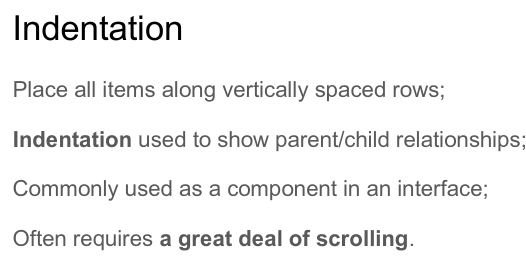 Indentation
Place all items along vertically spaced rows;
Indentation used to show parent/child relationships;
Commonly used as a component in an interface;
Often requires a great deal of scrolling.